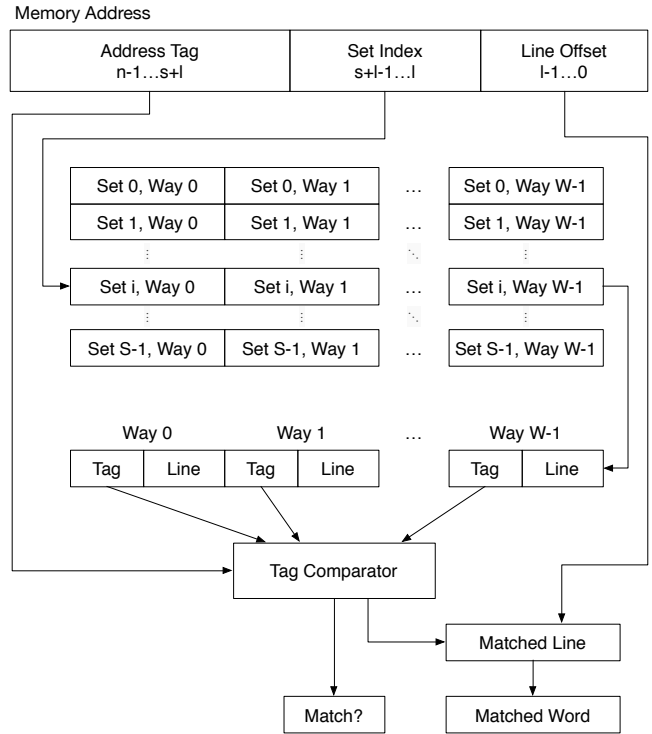 Memory Address
Address Tag
n-1…s+l
Set Index
s+l-1…l
Line Offset
l-1…0
Set 0, Way 0
Set 0, Way 1
…
Set 0, Way W-1
Set 1, Way 0
Set 1, Way 1
…
Set 1, Way W-1
⋮
⋮
⋱
⋮
Set i, Way 0
Set i, Way 1
…
Set i, Way W-1
⋮
⋮
⋱
⋮
Set S-1, Way 0
Set S-1, Way 1
…
Set S-1, Way W-1
Way 0
Way 1
…
Way W-1
Tag
Line
Tag
Line
Tag
Line
Tag Comparator
Matched Line
Match?
Matched Word